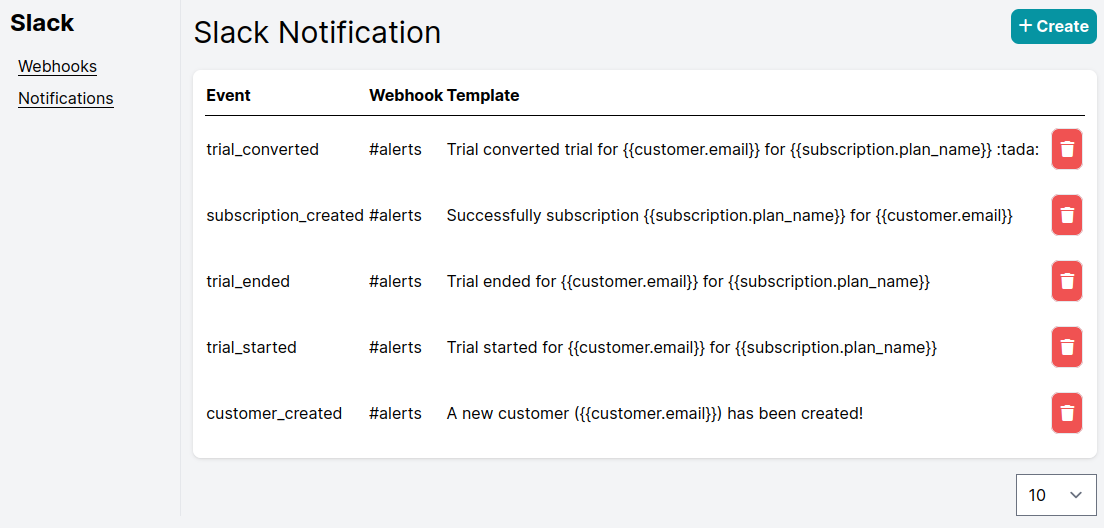 Slack
Webhooks
Notifications
Slack Notification
+ Create
Event Webhook Template
trial_converted #alerts Trial converted trial for {{customer.email}} for {{subscription.plan_name}} :tada:
subscription_created #alerts Successfully subscription {{subscription.plan_name}} for {{customer.email}}
trial_ended #alerts Trial ended for {{customer.email}} for {{subscription.plan_name}}
trial_started #alerts Trial started for {{customer.email}} for {{subscription.plan_name}}
customer_created #alerts A new customer ({{customer.email}}) has been created!
10